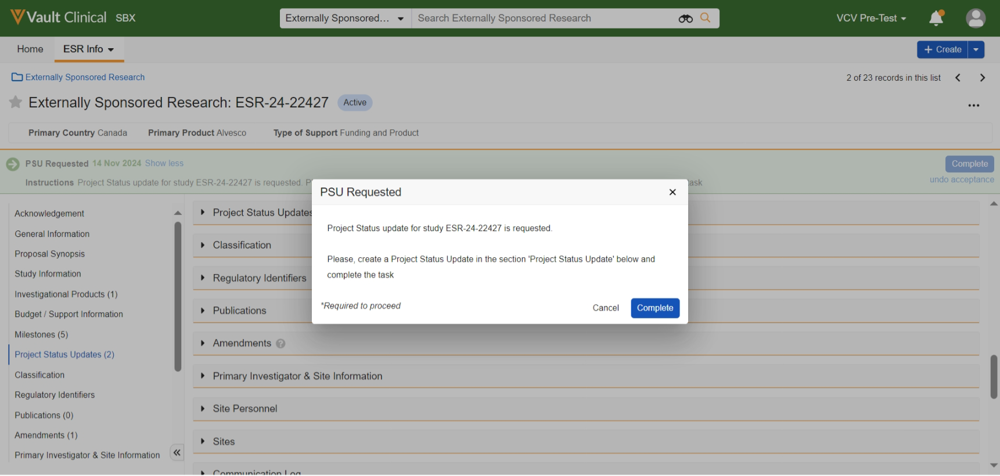 Vault Clinical SBX
Externally Sponsored...
Search Externally Sponsored Research
VCV Pre-Test
Home
ESR Info
Create
Externally Sponsored Research
2 of 23 records in this list
Externally Sponsored Research: ESR-24-22427
Active
Primary Country Canada
Primary Product Alvesco
Type of Support Funding and Product
PSU Requested 14 Nov 2024 Show less
Complete
Instructions Project Status update for study ESR-24-22427 is requested.
undo acceptance
PSU Requested
Project Status update for study ESR-24-22427 is requested.
Please, create a Project Status Update in the section 'Project Status Update' below and
complete the task
*Required to proceed
Cancel
Complete
Acknowledgement
General Information
Proposal Synopsis
Study Information
Investigational Products (1)
Budget / Support Information
Milestones (5)
Project Status Updates (2)
Classification
Regulatory Identifiers
Publications (0)
Amendments (1)
Primary Investigator & Site Information
Project Status Updates
Classification
Regulatory Identifiers
Publications
Amendments
Primary Investigator & Site Information
Site Personnel
Sites
Communication Log